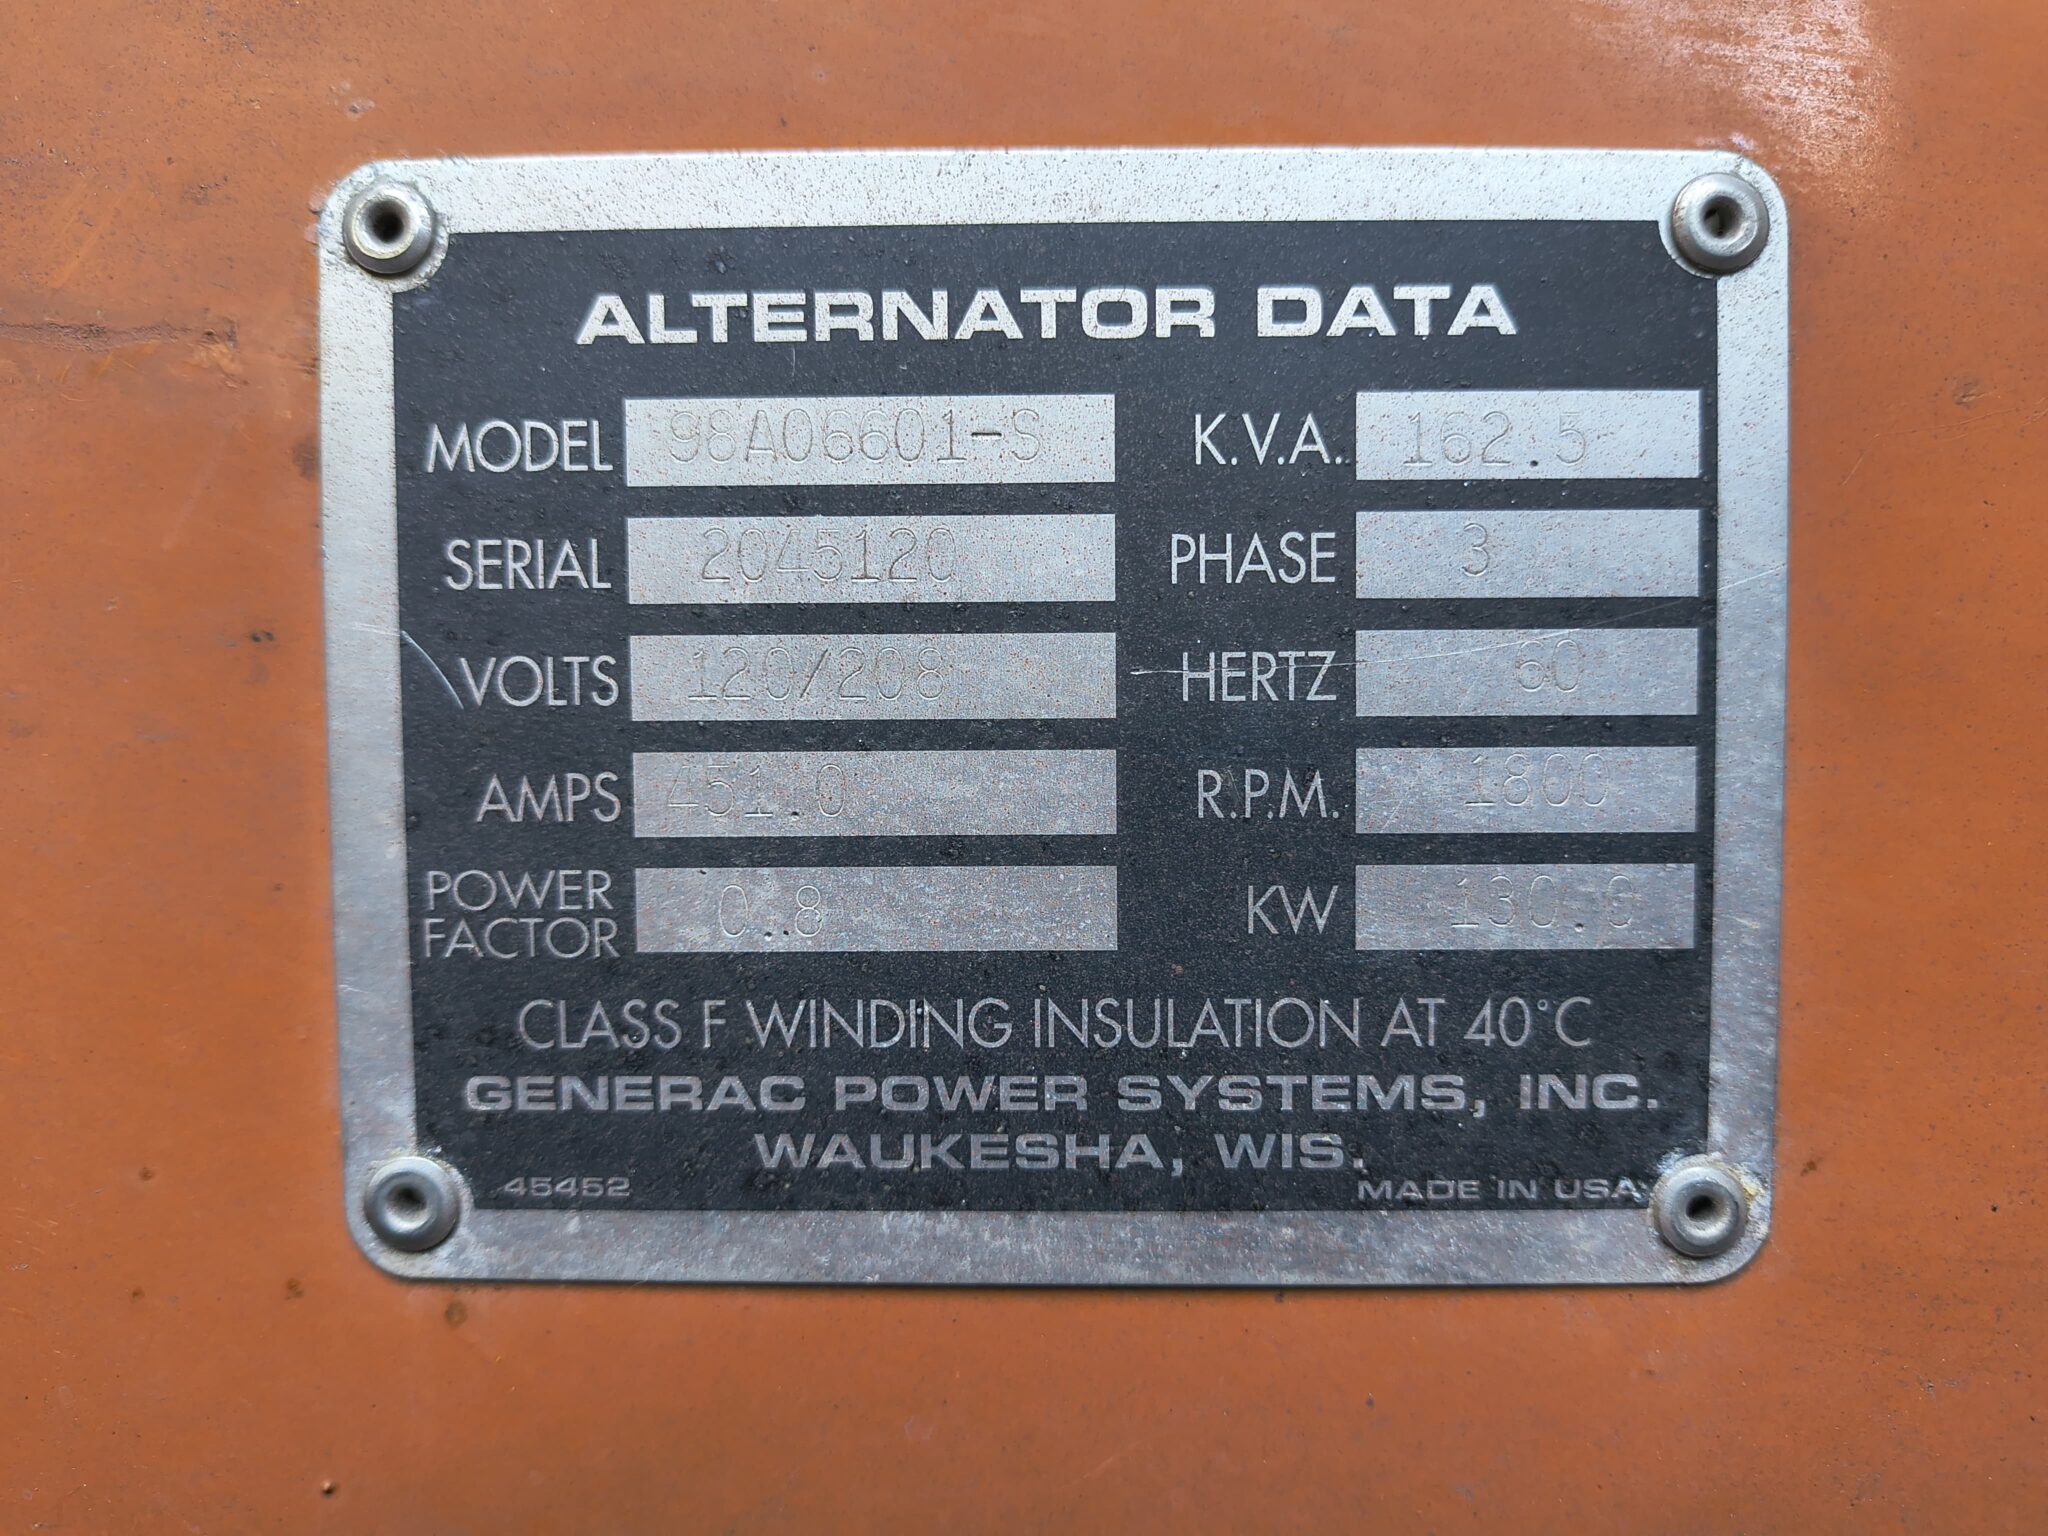 ALTERNATOR DATA
MODEL 98A06601-S K.V.A.. 162.5
SERIAL 2045120 PHASE 3
VOLTS 120/208 HERTZ 60
AMPS 451.0 R.P.M. 1800
POWER FACTOR 0.8 KW 130.0
CLASS F WINDING INSULATION AT 40°C
GENERAC POWER SYSTEMS, INC.
WAUKESHA, WIS.
45452 MADE IN USA